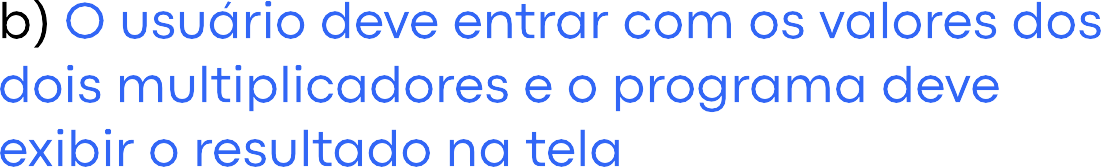 b) O usuário deve entrar com os valores dos
dois multiplicadores e o programa deve
exibir o resultado na tela